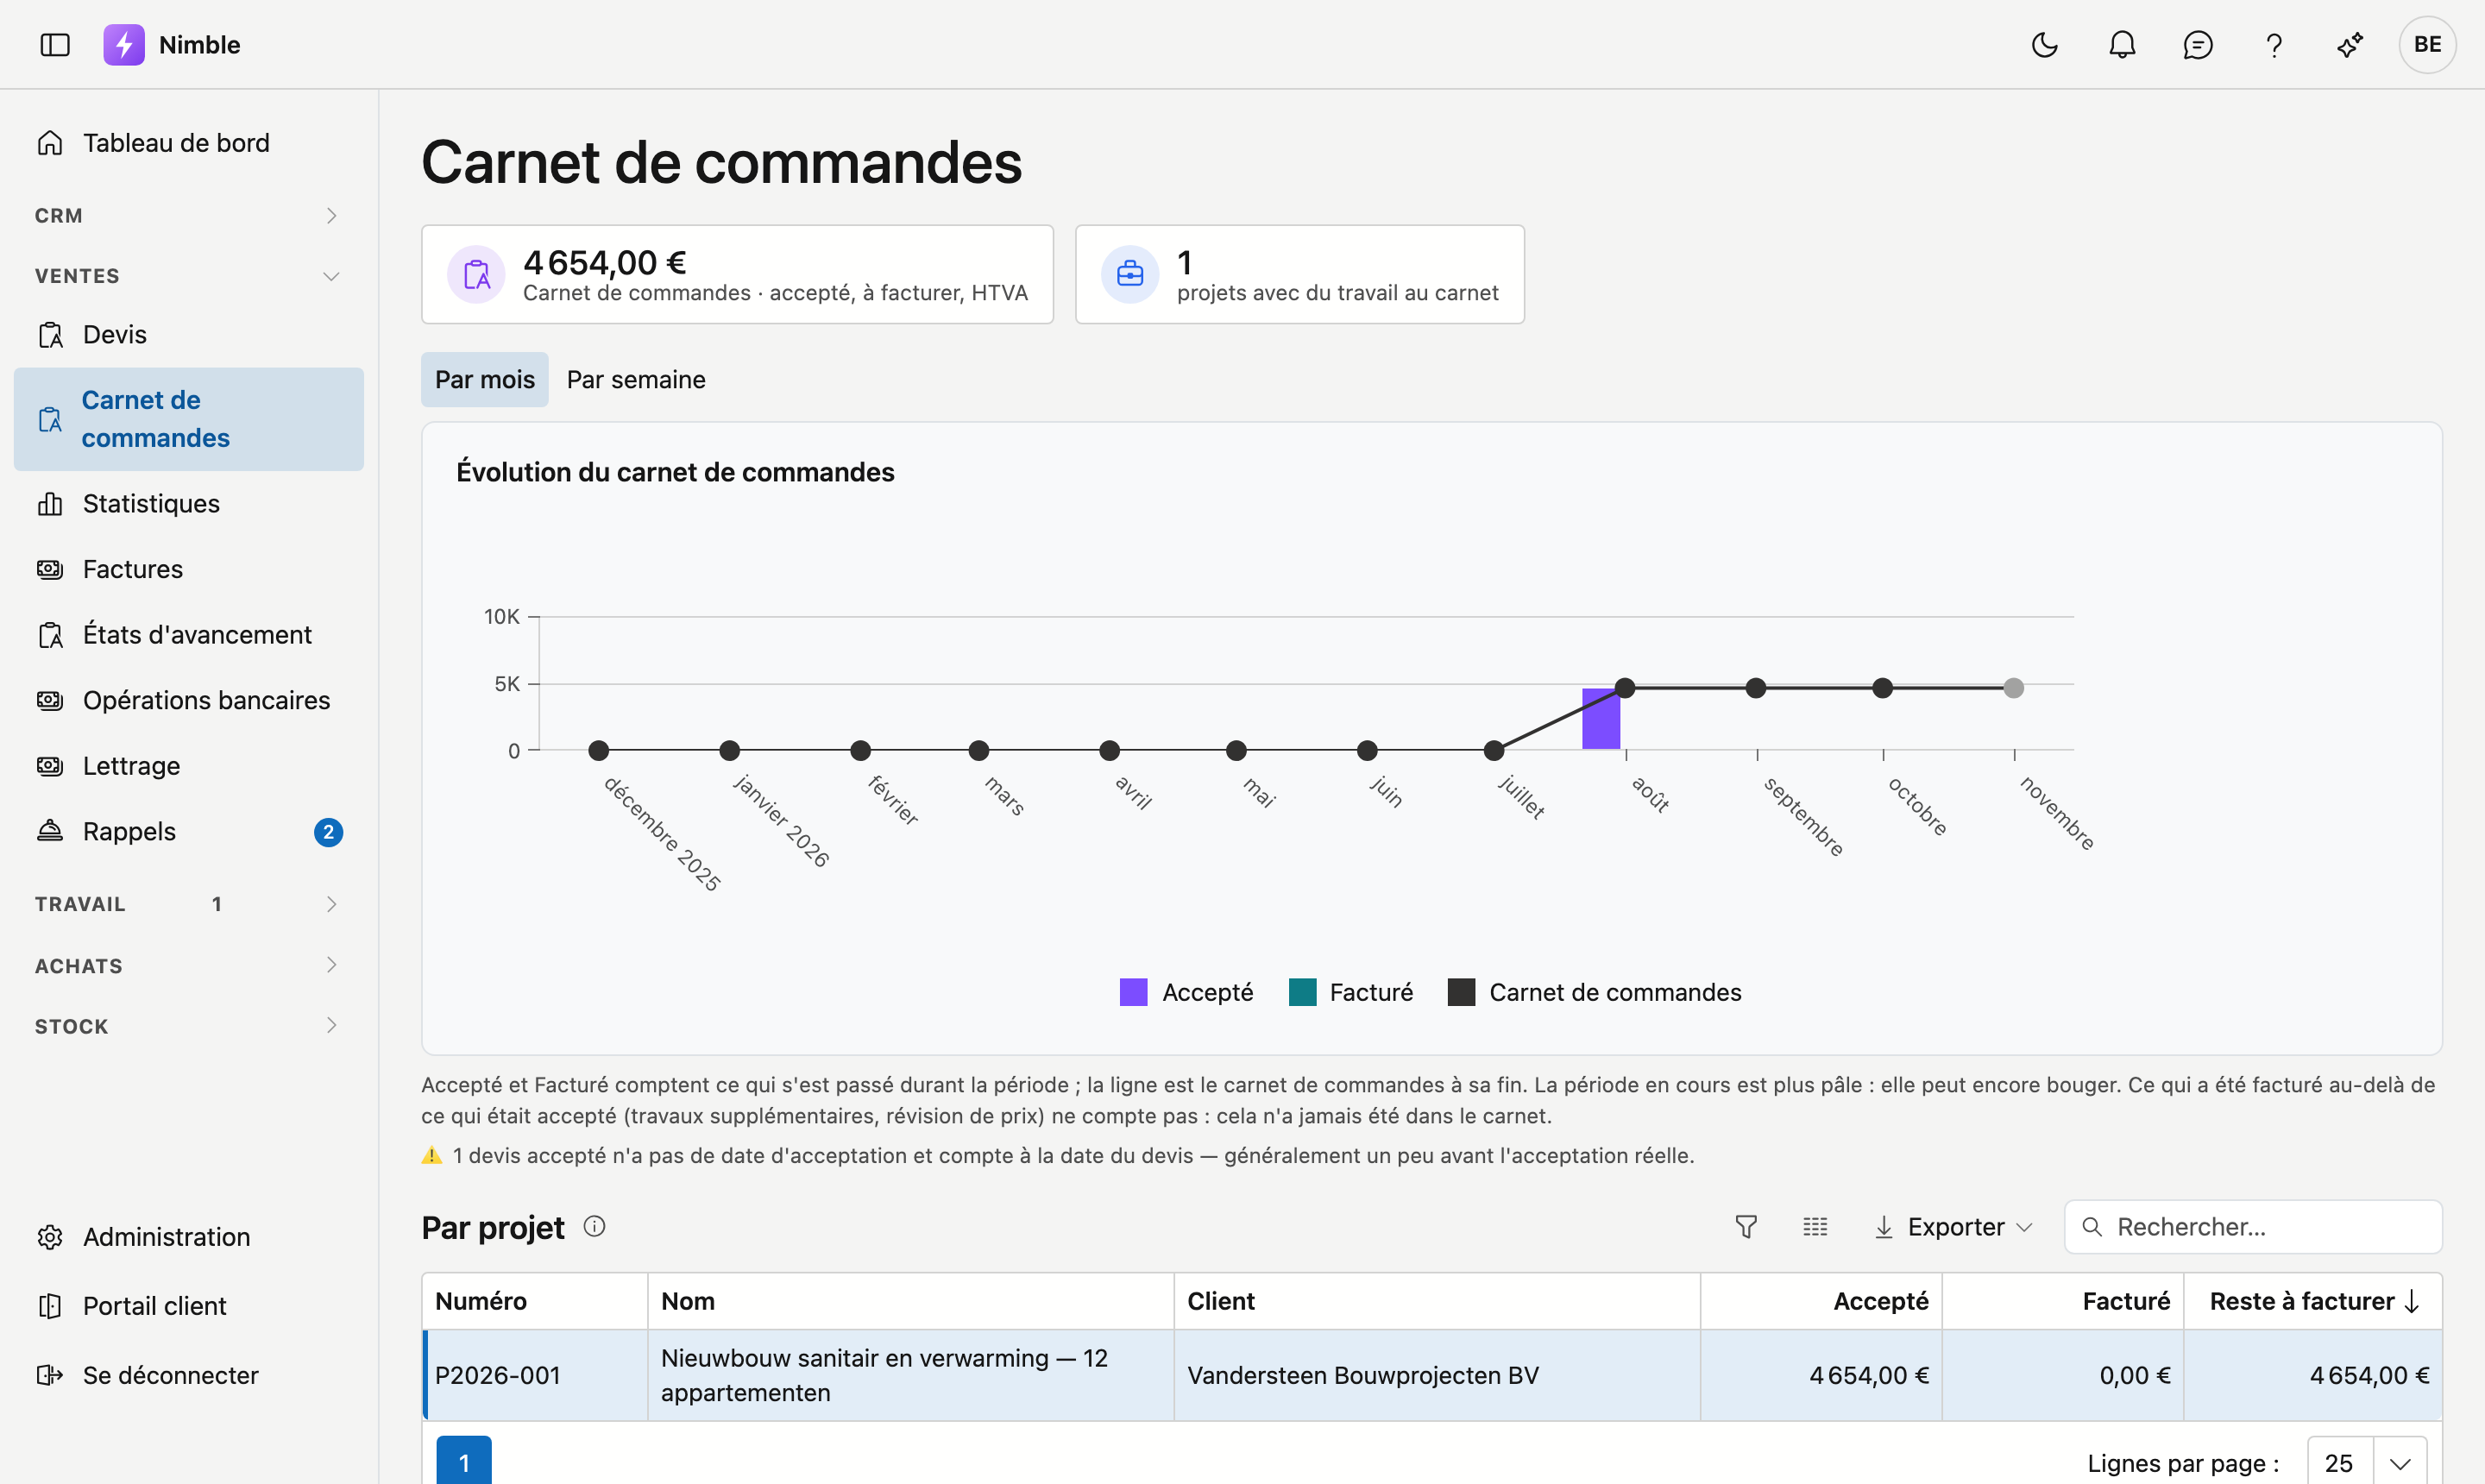 Nimble
BE
Tableau de bord
CRM
VENTES
Devis
Carnet de
commandes
Statistiques
Factures
États d'avancement
Opérations bancaires
Lettrage
Rappels 2
TRAVAIL 1
ACHATS
STOCK
Administration
Portail client
Se déconnecter
Carnet de commandes
4 654,00 €
Carnet de commandes · accepté, à facturer, HTVA
1
projets avec du travail au carnet
Par mois Par semaine
Évolution du carnet de commandes
10K
5K
0
décembre 2025 janvier 2026 février mars avril mai juin juillet août septembre octobre novembre
Accepté Facturé Carnet de commandes
Accepté et Facturé comptent ce qui s'est passé durant la période ; la ligne est le carnet de commandes à sa fin. La période en cours est plus pâle : elle peut encore bouger. Ce qui a été facturé au-delà de
ce qui était accepté (travaux supplémentaires, révision de prix) ne compte pas : cela n'a jamais été dans le carnet.
1 devis accepté n'a pas de date d'acceptation et compte à la date du devis — généralement un peu avant l'acceptation réelle.
Par projet Exporter Rechercher...
Numéro Nom Client Accepté Facturé Reste à facturer
P2026-001 Nieuwbouw sanitair en verwarming — 12 Vandersteen Bouwprojecten BV 4 654,00 € 0,00 € 4 654,00 €
appartementen
1 Lignes par page : 25